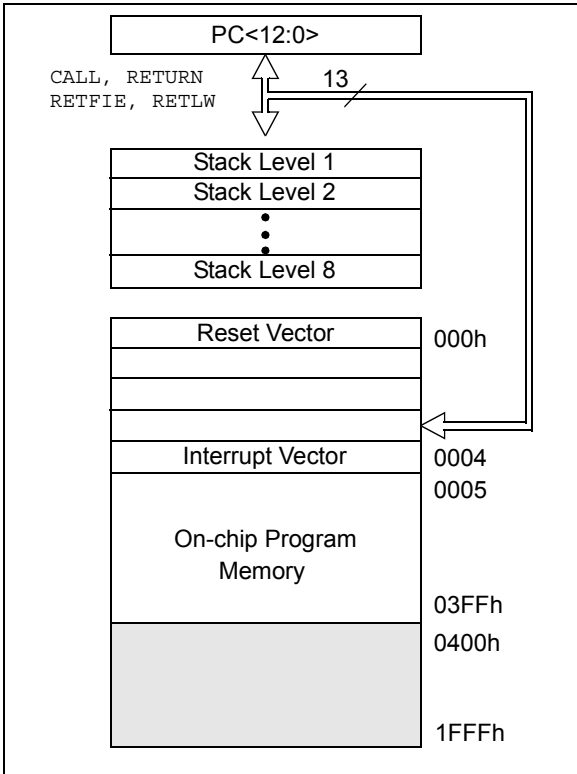 PC<12:0>
CALL, RETURN
RETFIE, RETLW
13
Stack Level 1
Stack Level 2
Stack Level 8
Reset Vector
000h
Interrupt Vector
0004
0005
On-chip Program
Memory
03FFh
0400h
1FFFh